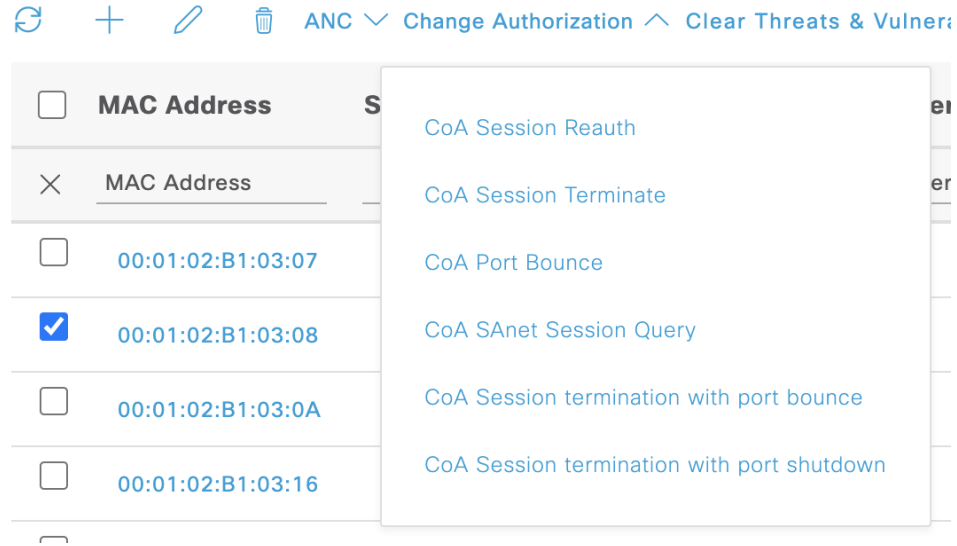 ANC Change Authorization Clear Threats & Vulnera
MAC Address S er
MAC Address er
CoA Session Reauth
CoA Session Terminate
CoA Port Bounce
CoA SAnet Session Query
CoA Session termination with port bounce
CoA Session termination with port shutdown
00:01:02:B1:03:07
00:01:02:B1:03:08
00:01:02:B1:03:0A
00:01:02:B1:03:16